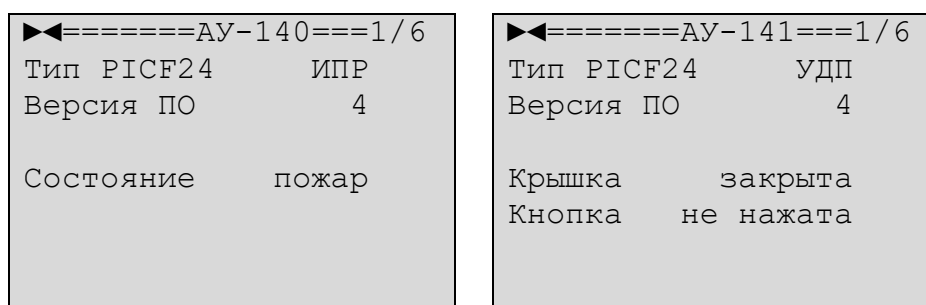 ►◄=======АУ-140===1/6
Тип PICF24 ИПР
Версия ПО 4
Состояние пожар
►◄=======АУ-141===1/6
Тип PICF24 УДП
Версия ПО 4
Крышка закрыта
Кнопка не нажата